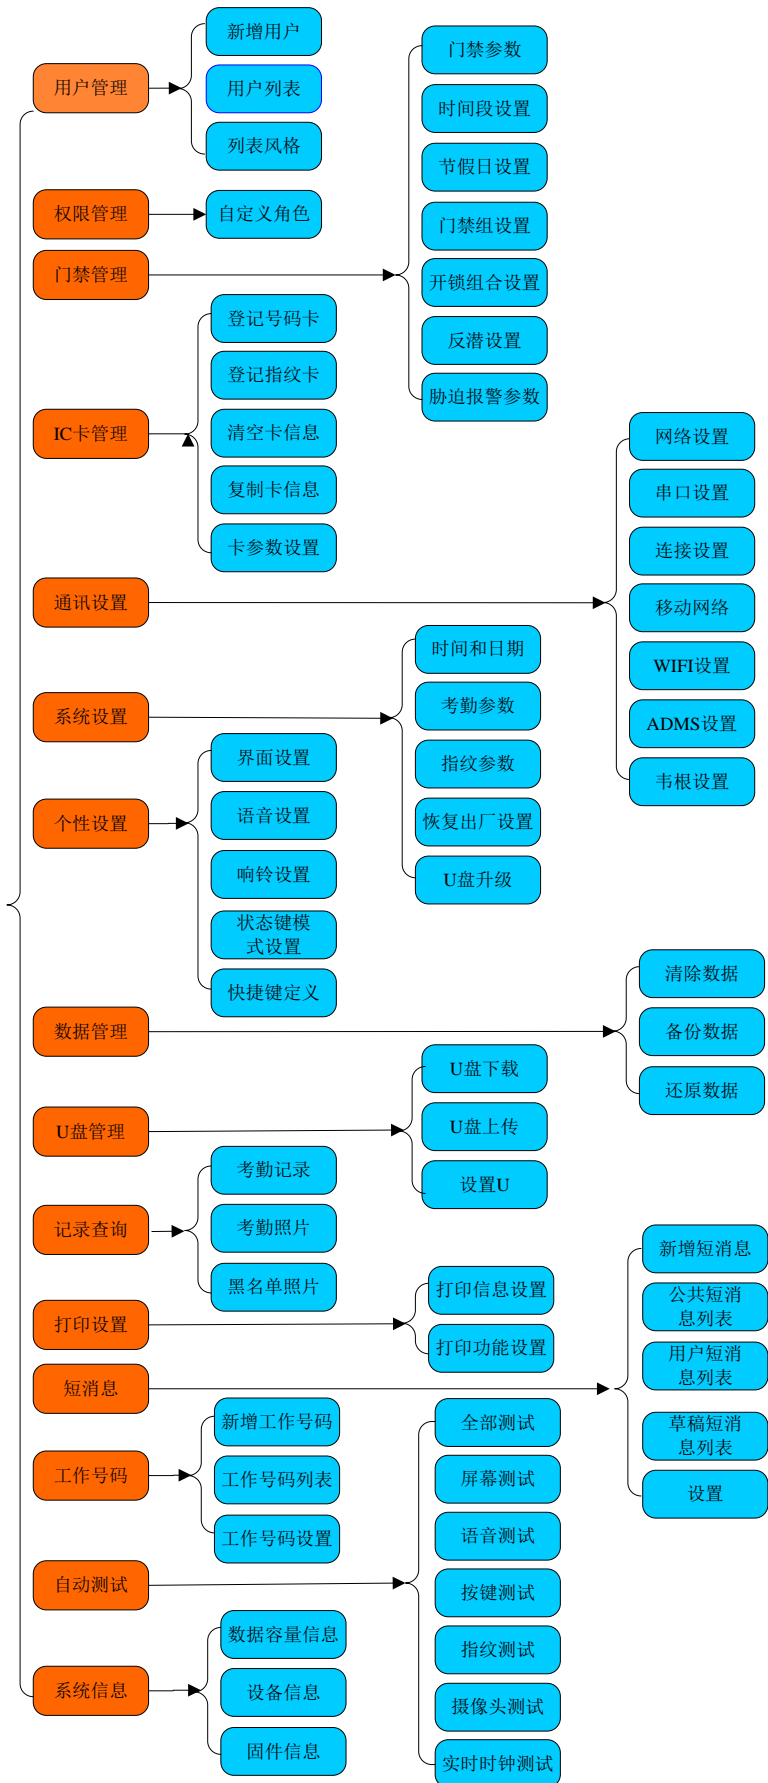 用户管理
新增用户
用户列表
列表风格
权限管理
自定义角色
门禁管理
门禁参数
时间段设置
节假日设置
门禁组设置
开锁组合设置
反潜设置
胁迫报警参数
IC卡管理
登记号码卡
登记指纹卡
清空卡信息
复制卡信息
卡参数设置
通讯设置
网络设置
串口设置
连接设置
移动网络
WIFI设置
ADMS设置
韦根设置
系统设置
时间和日期
考勤参数
指纹参数
恢复出厂设置
U盘升级
个性设置
界面设置
语音设置
响铃设置
状态键模
式设置
快捷键定义
数据管理
清除数据
备份数据
还原数据
U盘管理
U盘下载
U盘上传
设置U
记录查询
考勤记录
考勤照片
黑名单照片
打印设置
打印信息设置
打印功能设置
短消息
新增短消息
公共短消
息列表
用户短消
息列表
草稿短消
息列表
设置
工作号码
新增工作号码
工作号码列表
工作号码设置
自动测试
全部测试
屏幕测试
语音测试
按键测试
指纹测试
摄像头测试
实时时钟测试
系统信息
数据容量信息
设备信息
固件信息